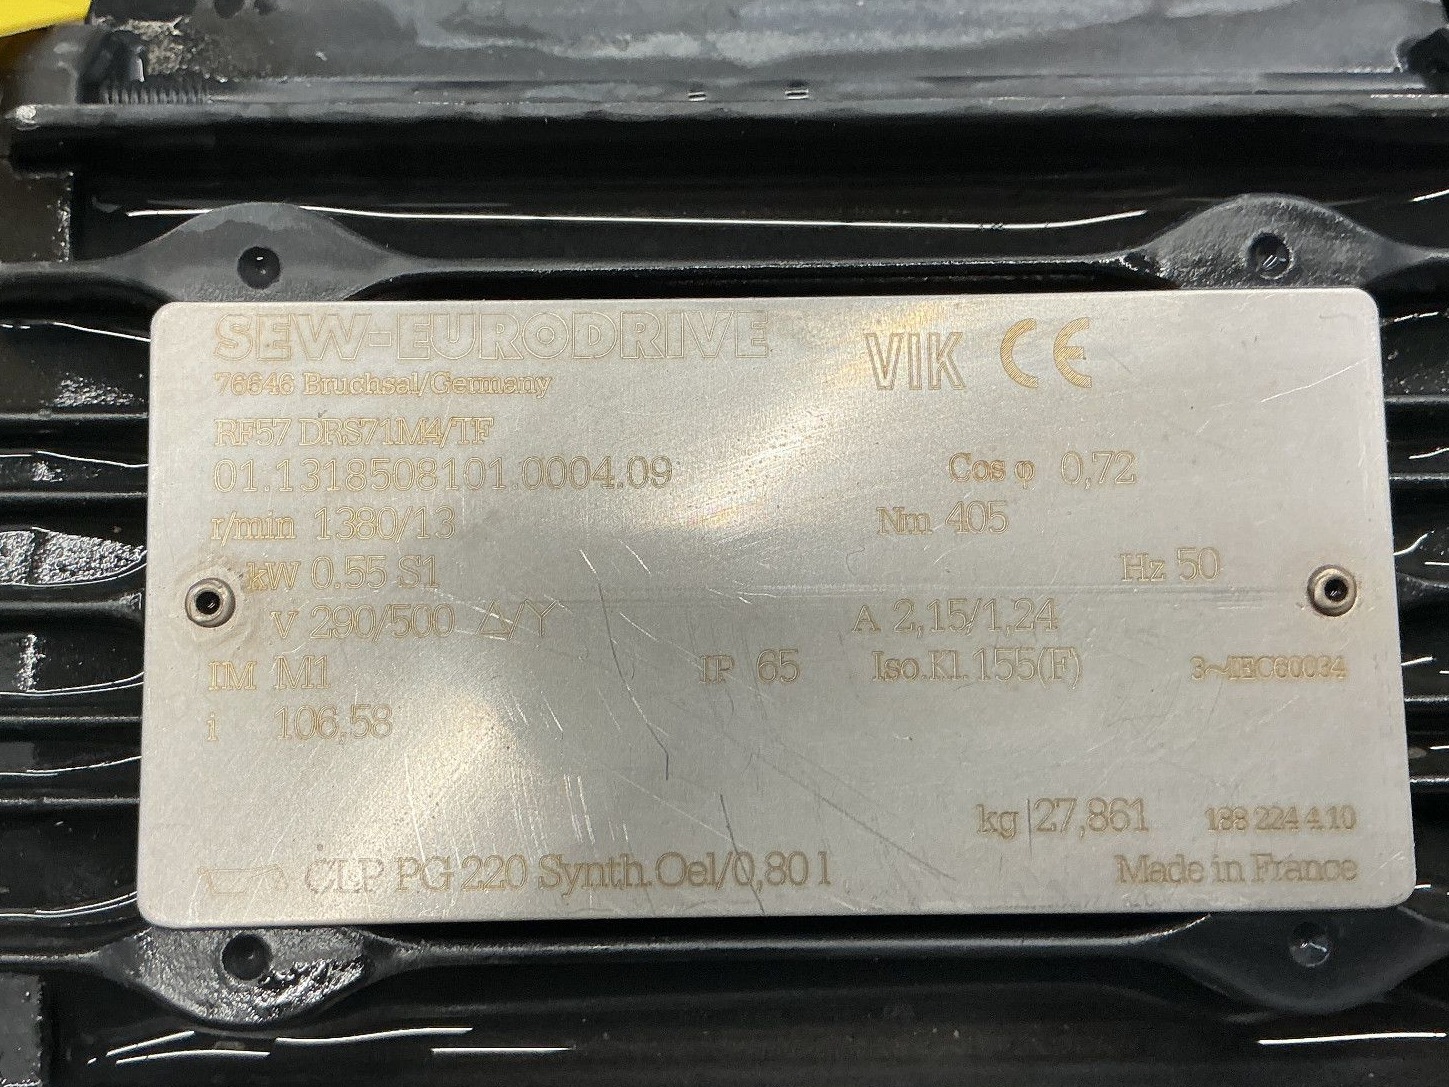 SEW-EURODRIVE VIK CE
76646 Bruchsal/Germany
RF57 DRS71M4/TF
01.1318508101.0004.09 Cos φ 0,72
r/min 1380/13 Nm 405
kW 0.55 S1 Hz 50
V 290/500 Δ/Y A 2,15/1,24
IM M1 IP 65 Iso.Kl. 155(F) 3~IEC60034
i 106,58
kg 27,861 188 224 4.10
CLP PG 220 Synth.Oel/0,80 l Made in France